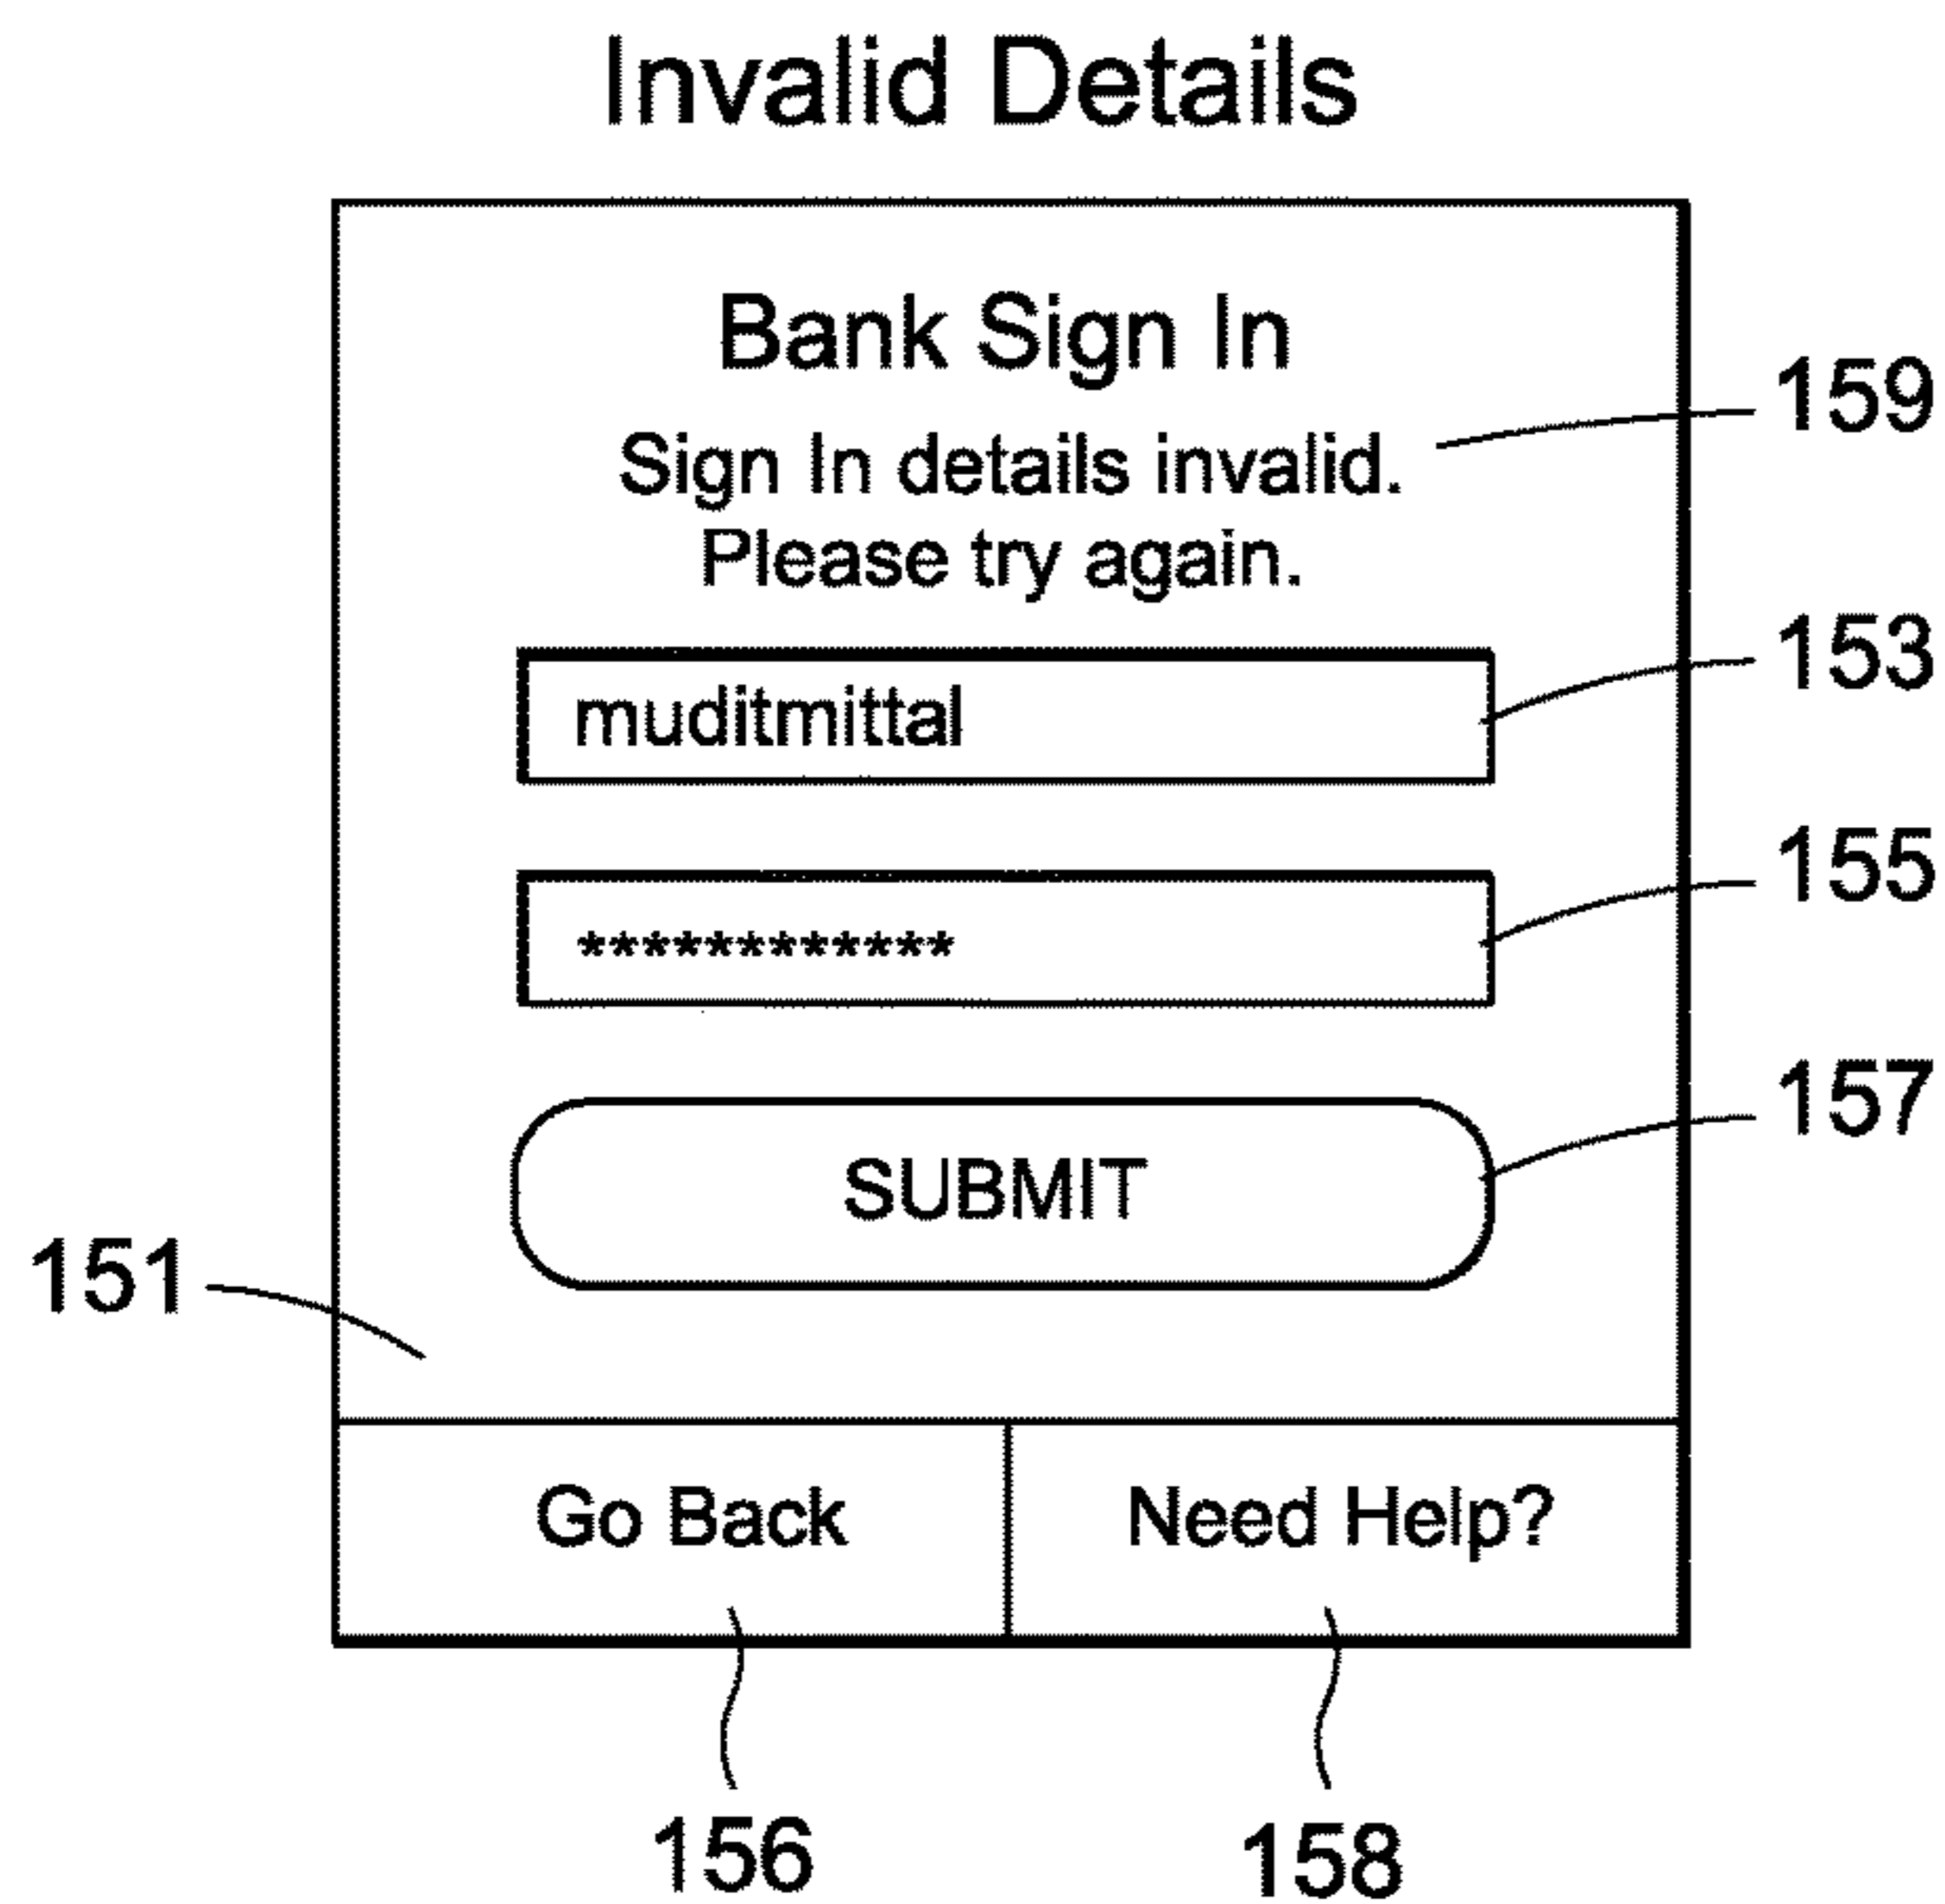 Invalid Details
Bank Sign In
159
Sign In details invalid.
Please try again.
153
muditmittal
155
************
157
SUBMIT
151
Go Back
Need Help?
156
158